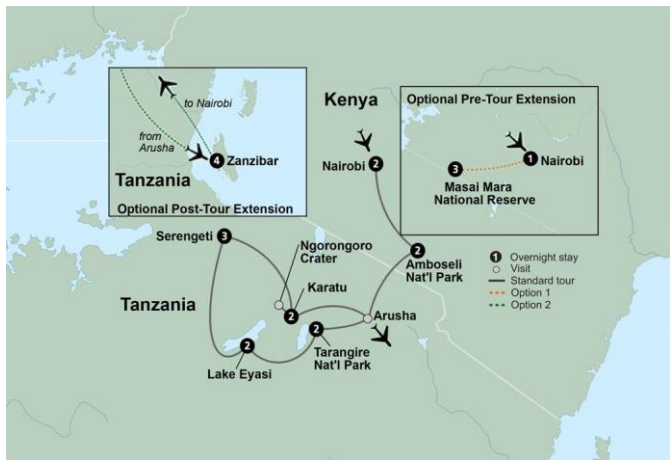 to Nairobi
from
Arusha
4
Zanzibar
Tanzania
Optional Post-Tour Extension
Kenya
2
Nairobi
Optional Pre-Tour Extension
1
Nairobi
3
Masai Mara
National Reserve
2
Amboseli
Nat'l Park
1
Overnight stay
Visit
Standard tour
Option 1
Option 2
Serengeti
3
Ngorongoro
Crater
Tanzania
Karatu
2
Arusha
2
Tarangire
Nat'l Park
2
Lake Eyasi